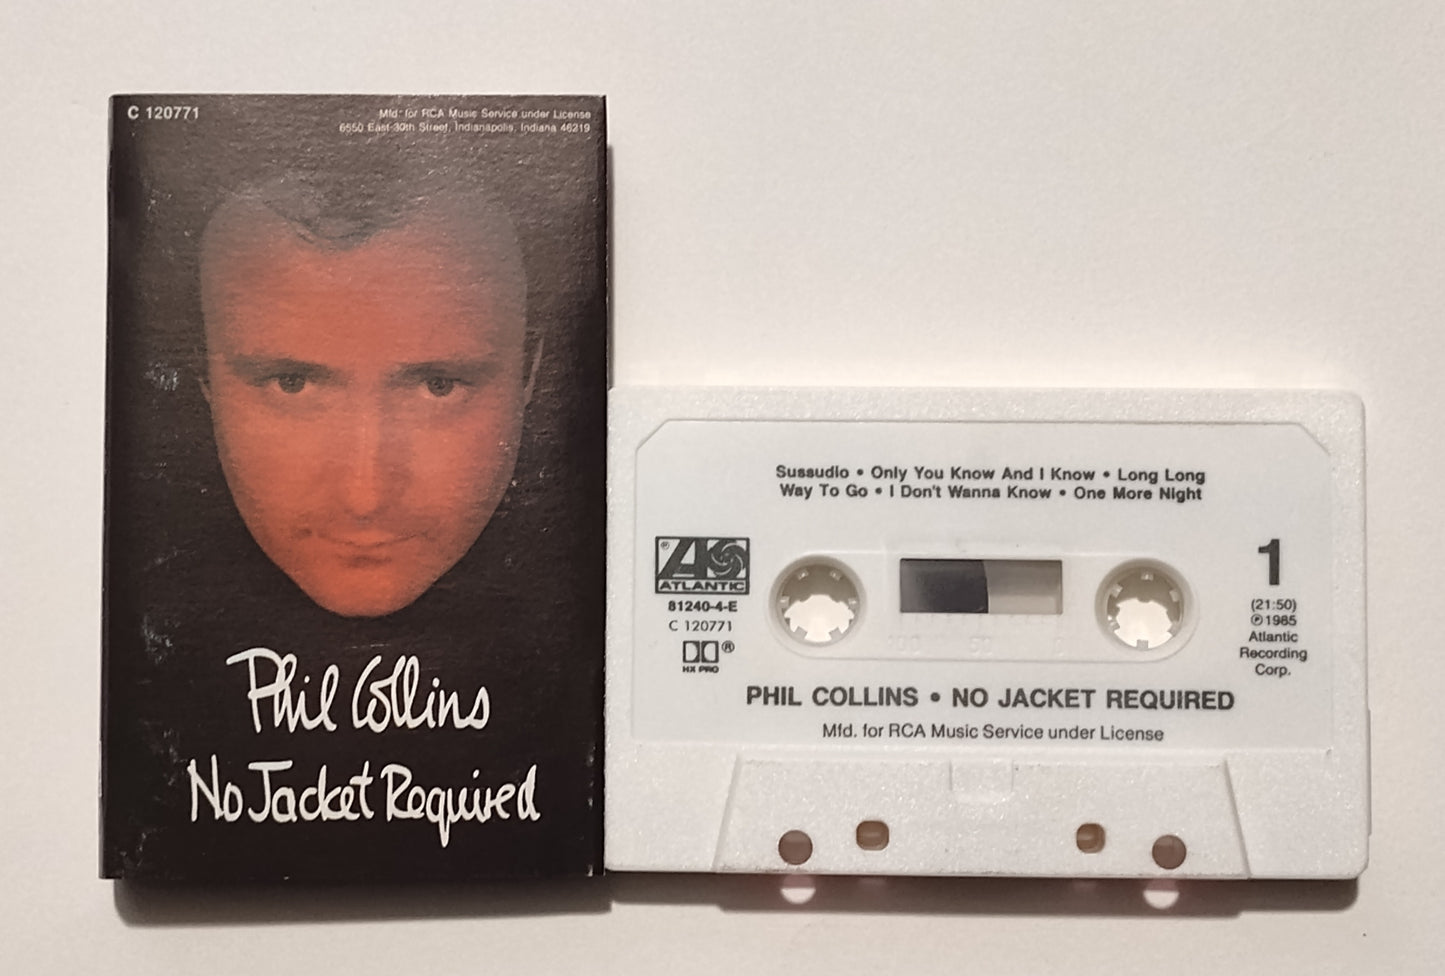 C 120771
Mfd. for RCA Music Service under License
6550 East 30th Street, Indianapolis, Indiana 46219
Phil Collins
No Jacket Required
Sussudio • Only You Know And I Know • Long Long
Way To Go • I Don't Wanna Know • One More Night
®
ATLANTIC
81240-4-E
C 120771
®
HX PRO
1
(21:50)
℗1985
Atlantic
Recording
Corp.
100 50 0
PHIL COLLINS • NO JACKET REQUIRED
Mfd. for RCA Music Service under License